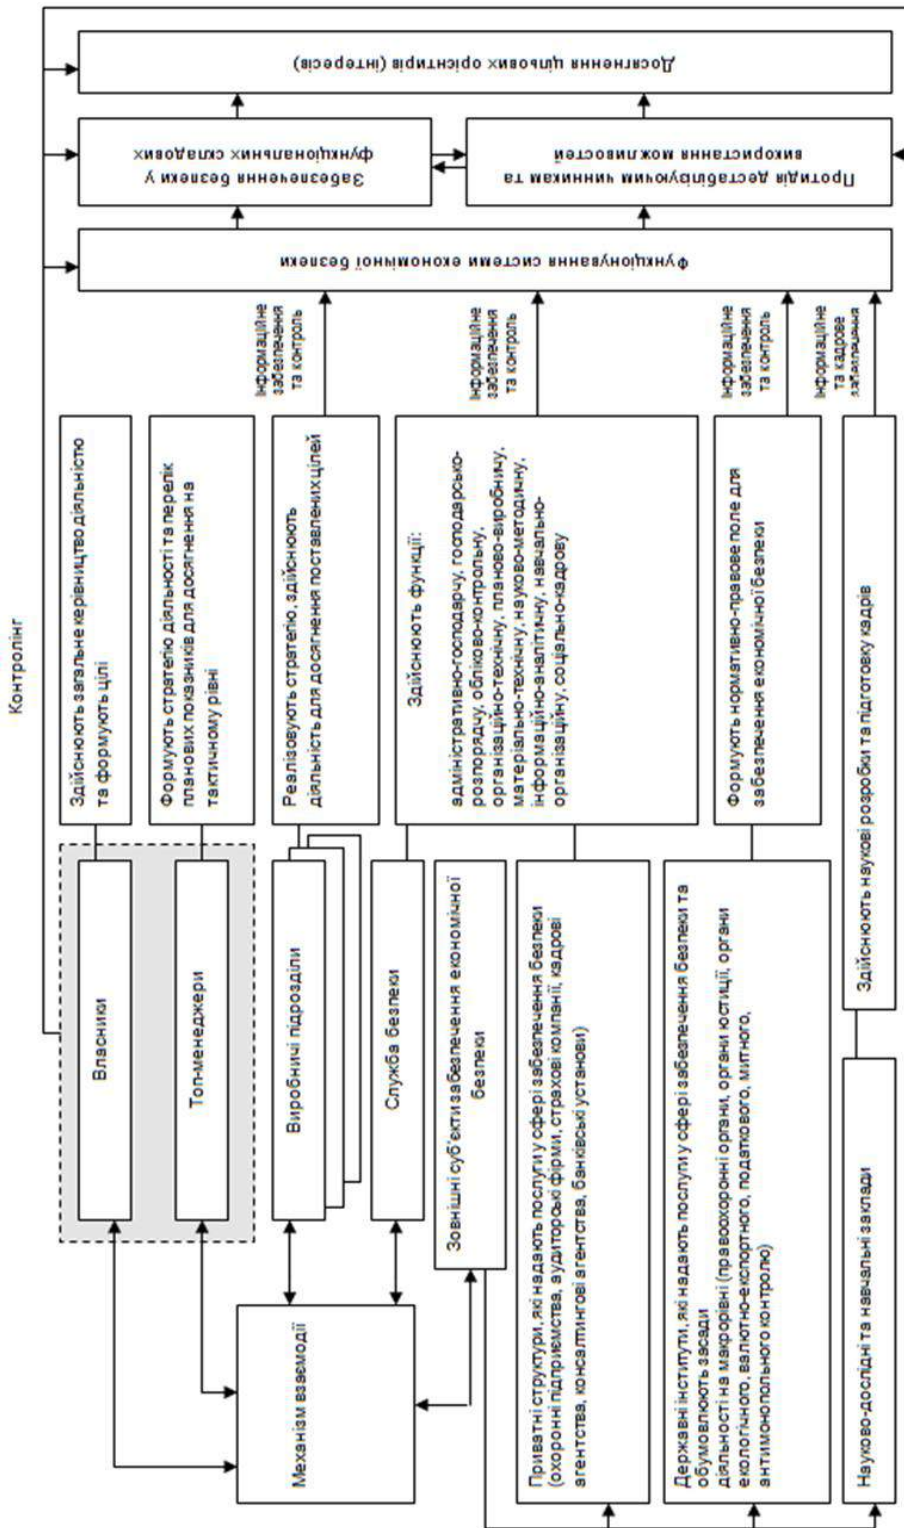 Контролінг
Механізм взаємодії
Власники
Топ-менеджери
Виробничі підрозділи
Служба безпеки
Зовнішні суб'єкти забезпечення економічної
безпеки
Приватні структури, які надають послуги у сфері забезпечення безпеки
(охоронні підприємства, аудиторські фірми, страхові компанії, кадрові
агентства, консалтингові агентства, банківські установи)
Державні інститути, які надають послуги у сфері забезпечення безпеки та
обумовлюють засади
діяльності на макрорівні (правоохоронні органи, органи юстиції, органи
екологічного, валютно-експортного, податкового, митного,
антимонопольного контролю)
Науково-дослідні та навчальні заклади
Здійснюють загальне керівництво діяльністю
та формують цілі
Формують стратегію діяльності та перелік
планових показників для досягнення на
тактичному рівні
Реалізовують стратегію, здійснюють
діяльність для досягнення поставлених цілей
Здійснюють функції:
адміністративно-господарчу, господарсько-
розпорядчу, обліково-контрольну,
організаційно-технічну, планово-виробничу,
матеріально-технічну, науково-методичну,
інформаційно-аналітичну, навчально-
організаційну, соціально-кадрову
Формують нормативно-правове поле для
забезпечення економічної безпеки
Здійснюють наукові розробки та підготовку кадрів
Інформаційне
забезпечення
та контроль
Інформаційне
забезпечення
та контроль
Інформаційне
забезпечення
та контроль
Інформаційне
та кадрове
забезпечення
Функціонування системи економічної безпеки
Забезпечення безпеки у
функціональних складових
Протидія дестабілізуючим чинникам та
використання можливостей
Досягнення цільових орієнтирів (інтересів)